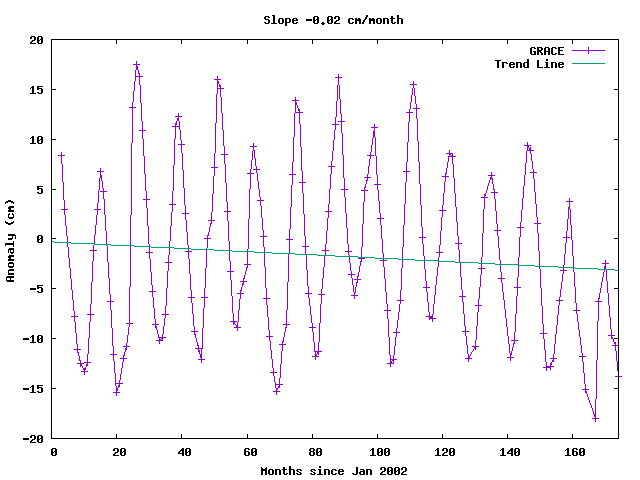 Slope -0.02 cm/month
GRACE
Trend Line
20
15
10
5
0
-5
-10
-15
-20
Anomaly (cm)
0 20 40 60 80 100 120 140 160
Months since Jan 2002